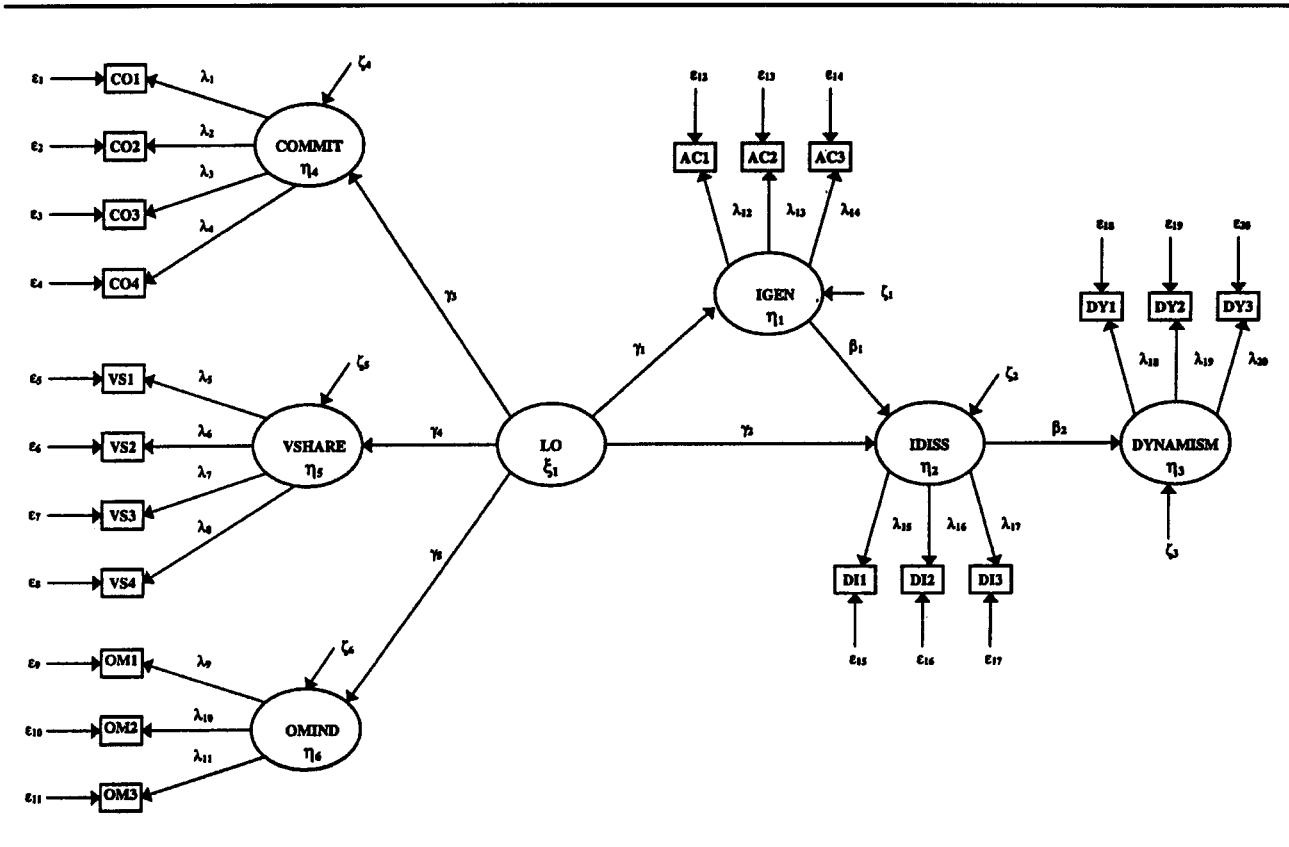 ζ₄
ε₁ CO1 λ₁
ε₂ CO2 λ₂ COMMIT
η₄
λ₃
ε₃ CO3
λ₄
ε₄ CO4
ε₁₂ ε₁₃ ε₁₄
AC1 AC2 AC3
λ₁₂ λ₁₃ λ₁₄
γ₃
IGEN ζ₁
η₁
γ₁ β₁
ε₁₈ ε₁₉ ε₂₀
DY1 DY2 DY3
λ₁₈ λ₁₉ λ₂₀
ζ₅
ε₅ VS1 λ₅
ε₆ VS2 λ₆ VSHARE
η₅
λ₇
ε₇ VS3
λ₈
ε₈ VS4
γ₄ LO γ₂
ξ₁
ζ₂
IDISS β₂ DYNAMISM
η₂ η₃
λ₁₅ λ₁₆ λ₁₇ ζ₃
DI1 DI2 DI3
ε₁₅ ε₁₆ ε₁₇
γ₅
ζ₆
ε₉ OM1 λ₉
ε₁₀ OM2 λ₁₀ OMIND
η₆
λ₁₁
ε₁₁ OM3